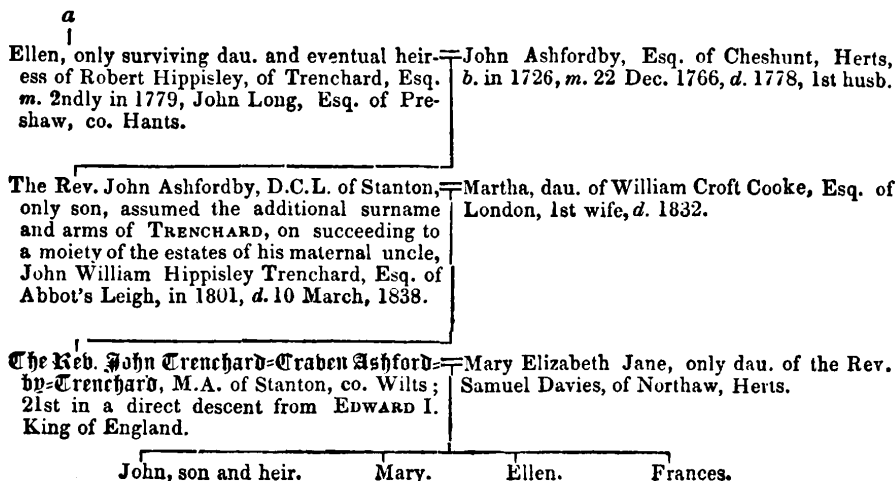 a
Ellen, only surviving dau. and eventual heir-
ess of Robert Hippisley, of Trenchard, Esq.
m. 2ndly in 1779, John Long, Esq. of Pre-
shaw, co. Hants.
John Ashfordby, Esq. of Cheshunt, Herts,
b. in 1726, m. 22 Dec. 1766, d. 1778, 1st husb.
The Rev. John Ashfordby, D.C.L. of Stanton,
only son, assumed the additional surname
and arms of TRENCHARD, on succeeding to
a moiety of the estates of his maternal uncle,
John William Hippisley Trenchard, Esq. of
Abbot's Leigh, in 1801, d. 10 March, 1838.
Martha, dau. of William Croft Cooke, Esq. of
London, 1st wife, d. 1832.
The Rev. John Trenchard-Craven Ashford-
by-Trenchard, M.A. of Stanton, co. Wilts;
21st in a direct descent from EDWARD I.
King of England.
Mary Elizabeth Jane, only dau. of the Rev.
Samuel Davies, of Northaw, Herts.
John, son and heir. Mary. Ellen. Frances.